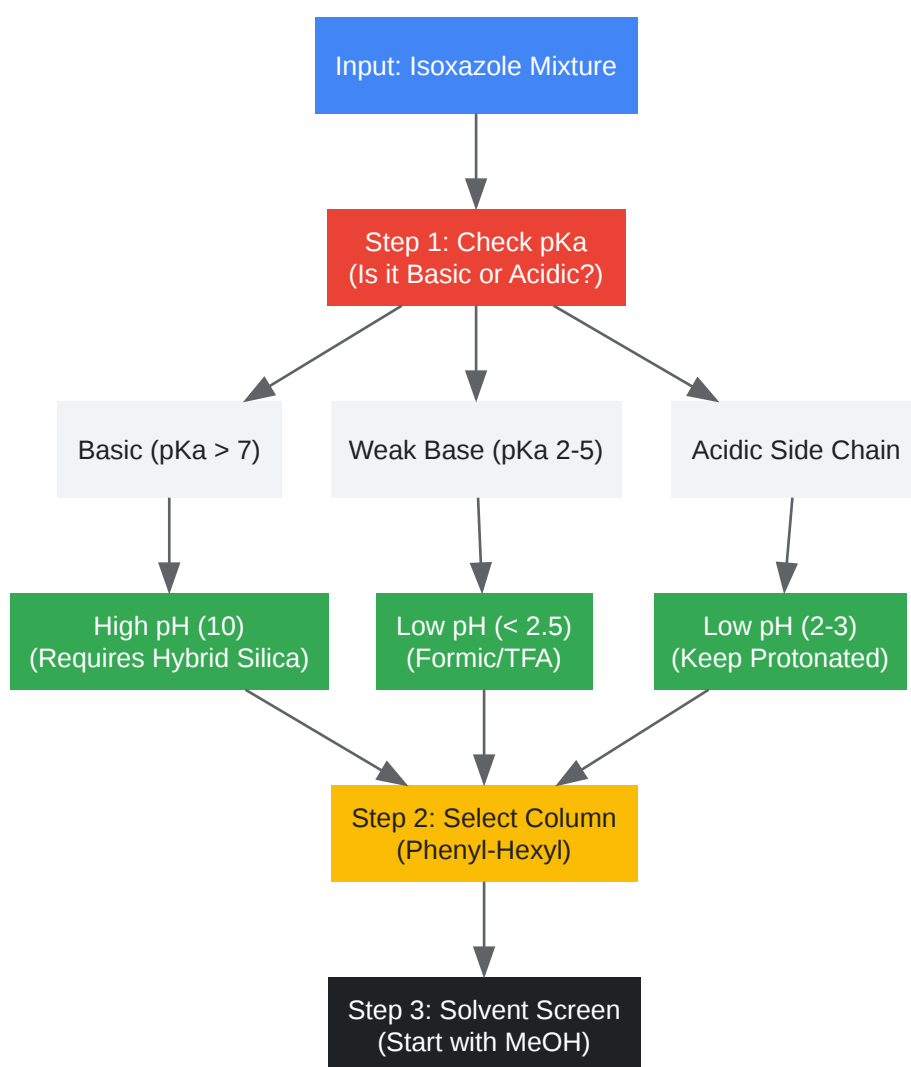 Input: Isoxazole Mixture
Step 1: Check pKa
(Is it Basic or Acidic?)
Basic (pKa > 7)
Weak Base (pKa 2-5)
Acidic Side Chain
High pH (10)
(Requires Hybrid Silica)
Low pH (< 2.5)
(Formic/TFA)
Low pH (2-3)
(Keep Protonated)
Step 2: Select Column
(Phenyl-Hexyl)
Step 3: Solvent Screen
(Start with MeOH)